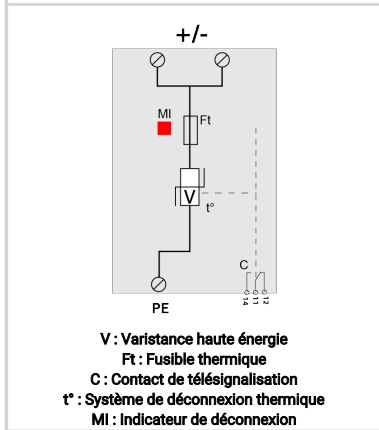 +/-
MI
Ft
V
t°
C
14
11
12
PE
V : Varistance haute énergie
Ft : Fusible thermique
C : Contact de télésignalisation
t° : Système de déconnexion thermique
MI : Indicateur de déconnexion